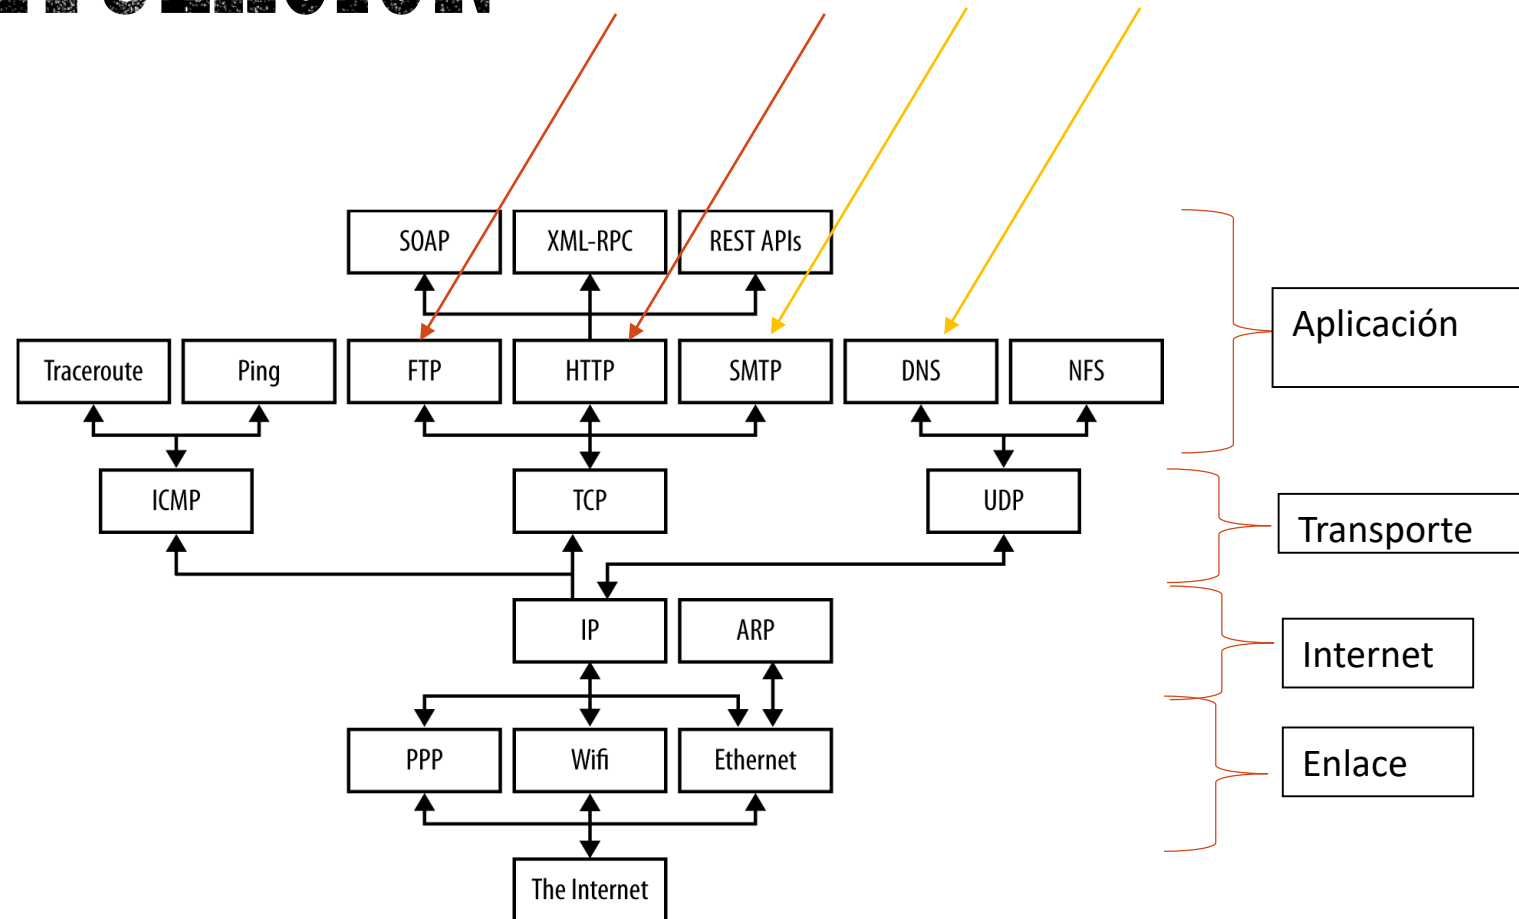 SOAP
XML-RPC
REST APIs
Traceroute
Ping
FTP
HTTP
SMTP
DNS
NFS
Aplicación
ICMP
TCP
UDP
Transporte
IP
ARP
Internet
PPP
Wifi
Ethernet
Enlace
The Internet